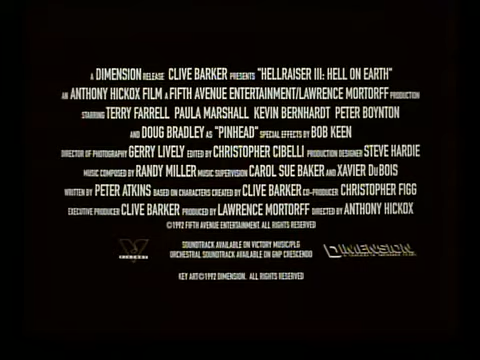 A DIMENSION RELEASE CLIVE BARKER PRESENTS "HELLRAISER III: HELL ON EARTH"
AN ANTHONY HICKOX FILM A FIFTH AVENUE ENTERTAINMENT/LAWRENCE MORTORFF PRODUCTION
STARRING TERRY FARRELL PAULA MARSHALL KEVIN BERNHARDT PETER BOYNTON
AND DOUG BRADLEY AS "PINHEAD" SPECIAL EFFECTS BY BOB KEEN
DIRECTOR OF PHOTOGRAPHY GERRY LIVELY EDITED BY CHRISTOPHER CIBELLI PRODUCTION DESIGNER STEVE HARDIE
MUSIC COMPOSED BY RANDY MILLER MUSIC SUPERVISION CAROL SUE BAKER AND XAVIER DuBOIS
WRITTEN BY PETER ATKINS BASED ON CHARACTERS CREATED BY CLIVE BARKER CO-PRODUCER CHRISTOPHER FIGG
EXECUTIVE PRODUCER CLIVE BARKER PRODUCED BY LAWRENCE MORTORFF DIRECTED BY ANTHONY HICKOX
©1992 FIFTH AVENUE ENTERTAINMENT. ALL RIGHTS RESERVED
SOUNDTRACK AVAILABLE ON VICTORY MUSIC/PLG
ORCHESTRAL SOUNDTRACK AVAILABLE ON GNP CRESCENDO
VICTORY
DIMENSION
KEY ART©1992 DIMENSION. ALL RIGHTS RESERVED